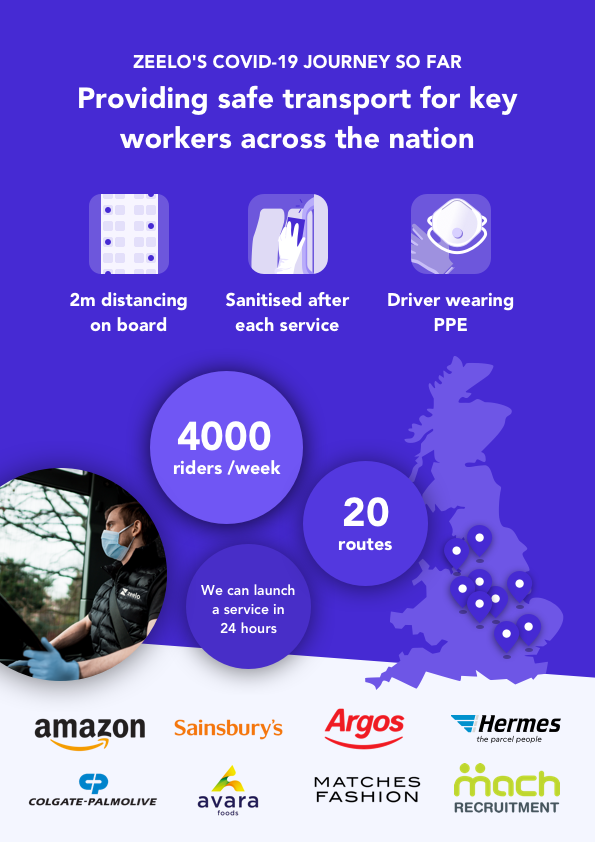 ZEELO'S COVID-19 JOURNEY SO FAR
Providing safe transport for key
workers across the nation
2m distancing
on board
Sanitised after
each service
Driver wearing
PPE
4000
riders /week
20
routes
We can launch
a service in
24 hours
zeelo
amazon
Sainsbury's
Argos
Hermes
the parcel people
COLGATE-PALMOLIVE
avara
foods
MATCHES
FASHION
mach
RECRUITMENT